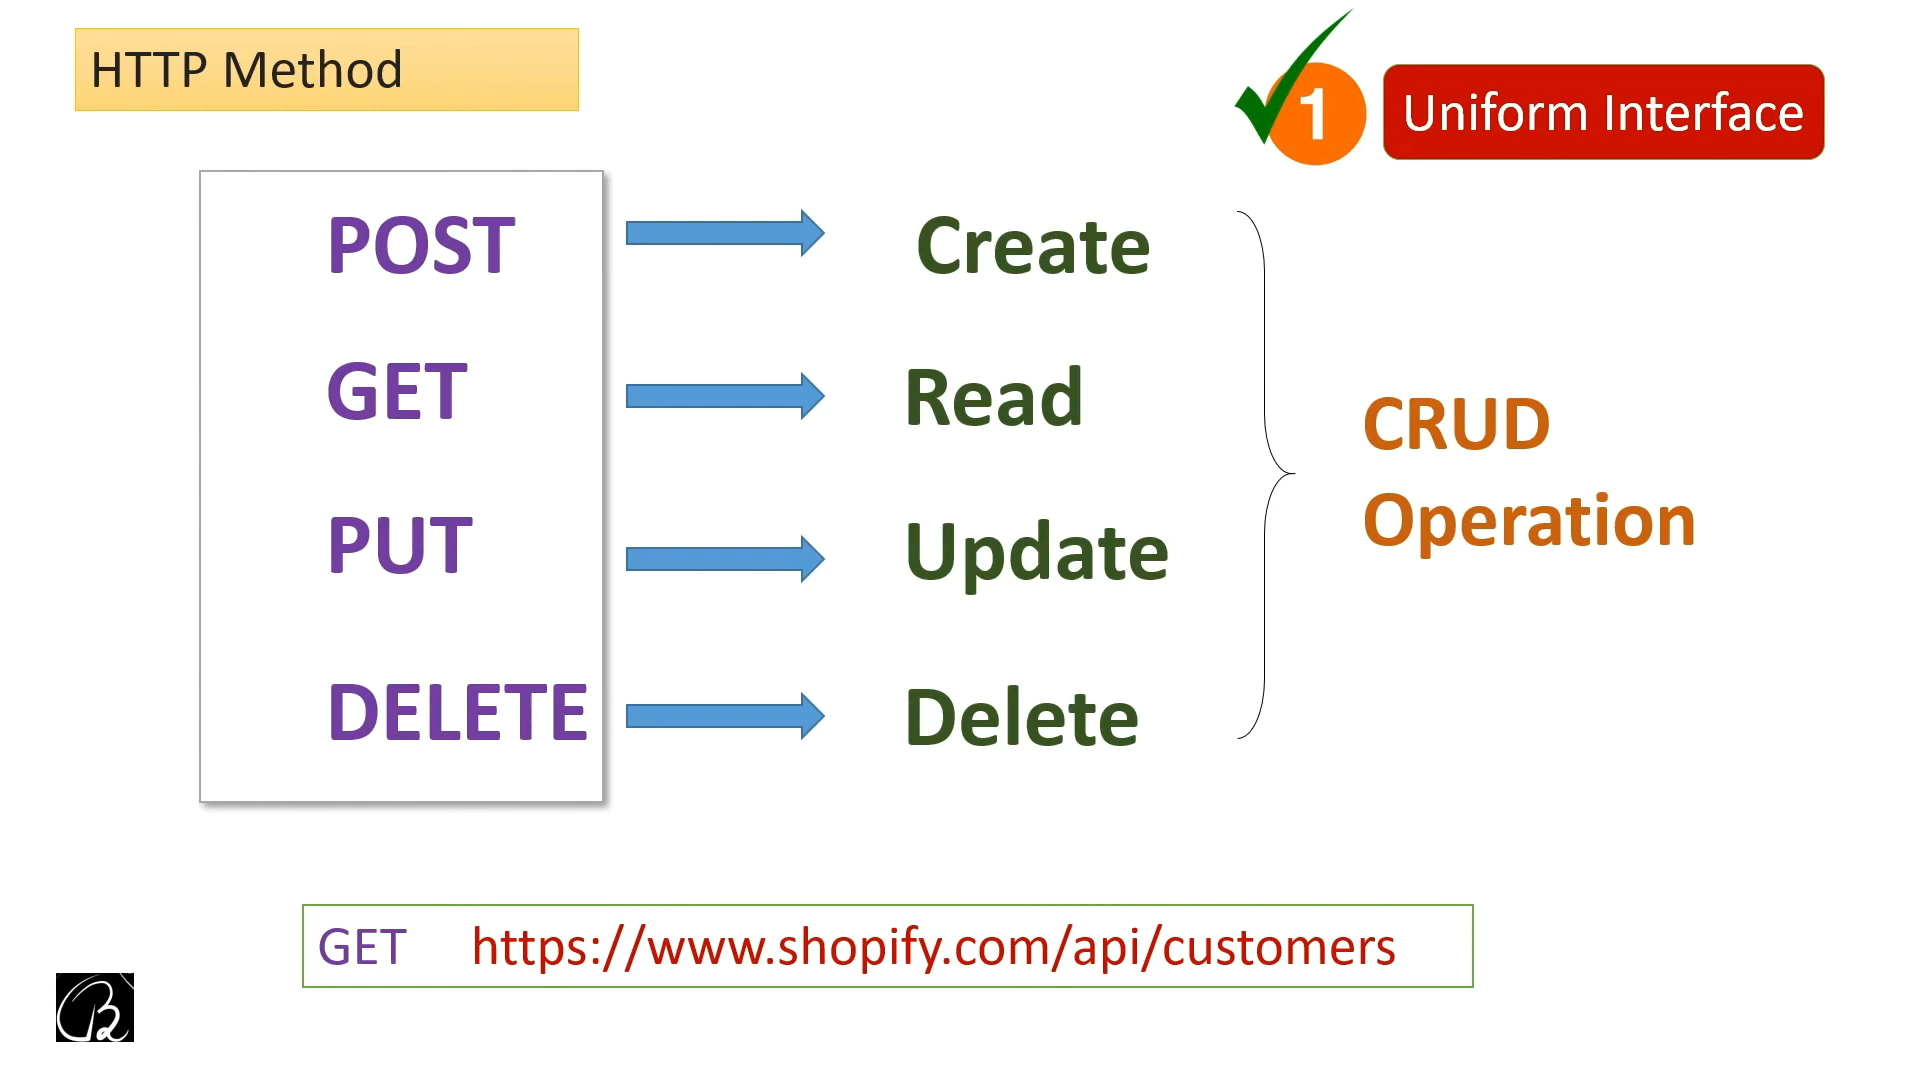 HTTP Method
1 Uniform Interface
POST Create
GET Read
PUT Update
DELETE Delete
CRUD
Operation
GET https://www.shopify.com/api/customers